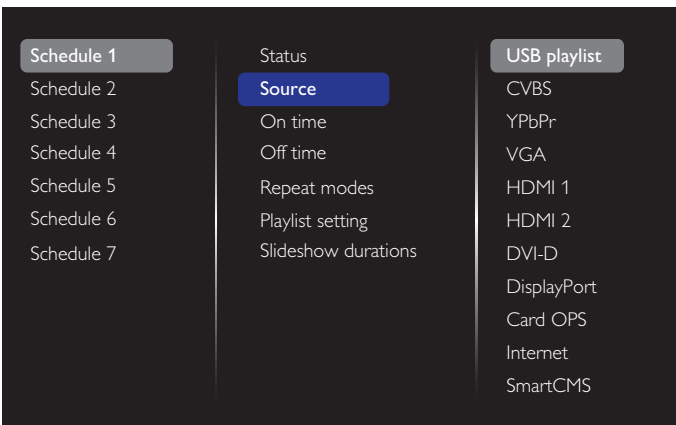 Schedule 1
Schedule 2
Schedule 3
Schedule 4
Schedule 5
Schedule 6
Schedule 7
Status
Source
On time
Off time
Repeat modes
Playlist setting
Slideshow durations
USB playlist
CVBS
YPbPr
VGA
HDMI 1
HDMI 2
DVI-D
DisplayPort
Card OPS
Internet
SmartCMS